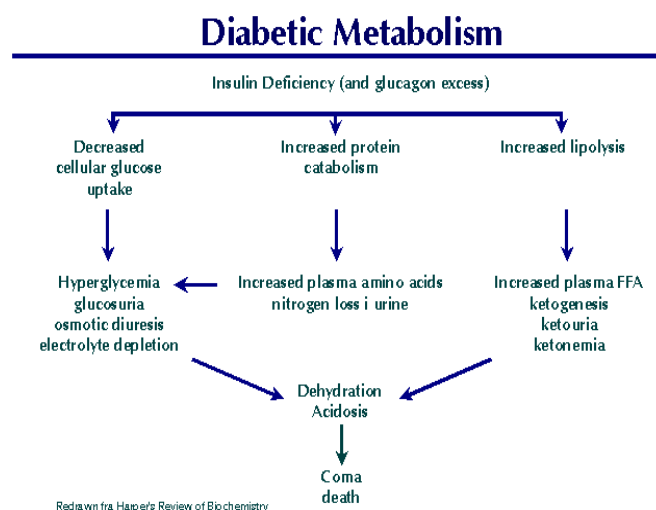 Diabetic Metabolism
Insulin Deficiency (and glucagon excess)
Decreased
cellular glucose
uptake
Increased protein
catabolism
Increased lipolysis
Hyperglycemia
glucosuria
osmotic diuresis
electrolyte depletion
Increased plasma amino acids
nitrogen loss i urine
Increased plasma FFA
ketogenesis
ketouria
ketonemia
Dehydration
Acidosis
Coma
death
Redrawn fra Harper's Review of Biochemistry